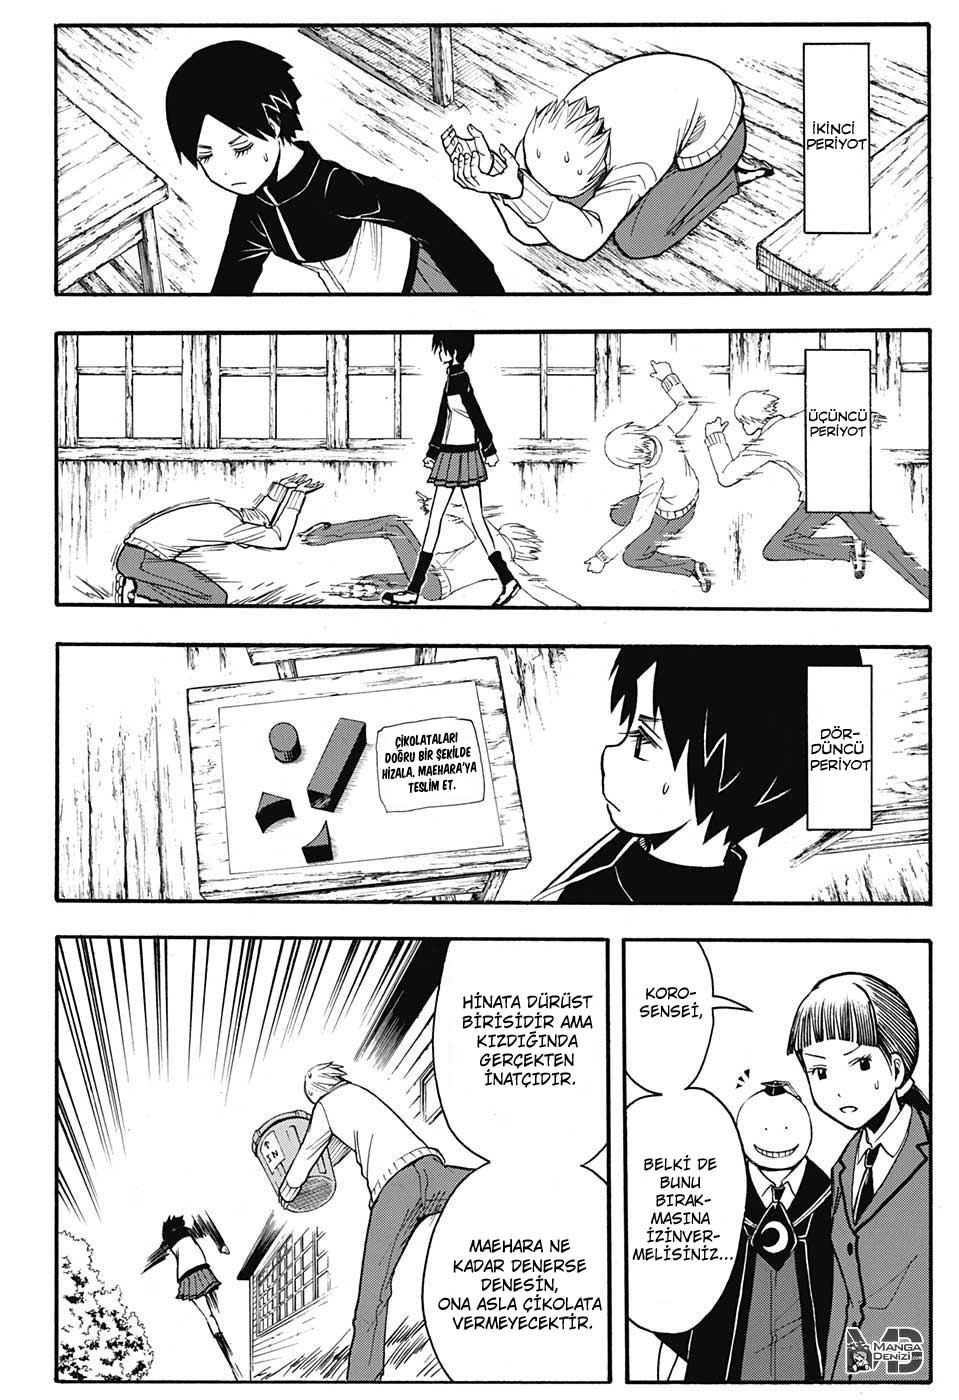 İKİNCİ
PERİYOT
ÜÇÜNCÜ
PERİYOT
DÖR-
DÜNCÜ
PERİYOT
ÇİKOLATALARI
DOĞRU BİR ŞEKİLDE
HİZALA, MAEHARA'YA
TESLİM ET.
KORO-
SENSEİ,
BELKİ DE
BUNU
BIRAK-
MASINA
İZİNVER-
MELİSİNİZ...
HİNATA DÜRÜST
BİRİSİDİR AMA
KIZDIĞINDA
GERÇEKTEN
İNATÇIDIR.
MAEHARA NE
KADAR DENERSE
DENESİN,
ONA ASLA ÇİKOLATA
VERMEYECEKTİR.
IN
MANGA
DENİZİ